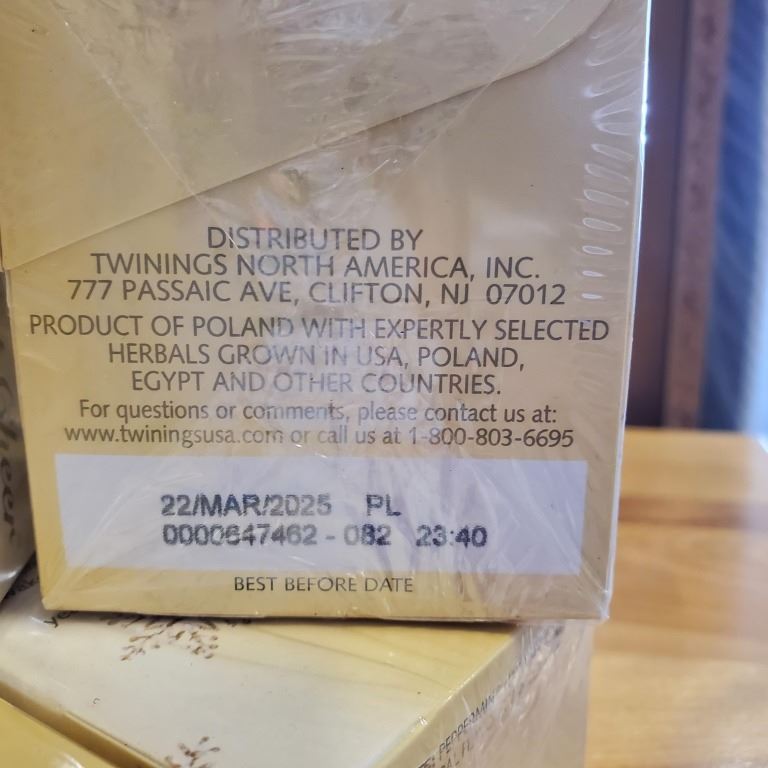 DISTRIBUTED BY
TWININGS NORTH AMERICA, INC.
777 PASSAIC AVE, CLIFTON, NJ 07012
PRODUCT OF POLAND WITH EXPERTLY SELECTED
HERBALS GROWN IN USA, POLAND,
EGYPT AND OTHER COUNTRIES.
For questions or comments, please contact us at:
www.twiningsusa.com or call us at 1-800-803-6695
22/MAR/2025 PL
0000647462 - 082 23:40
BEST BEFORE DATE
Cheer